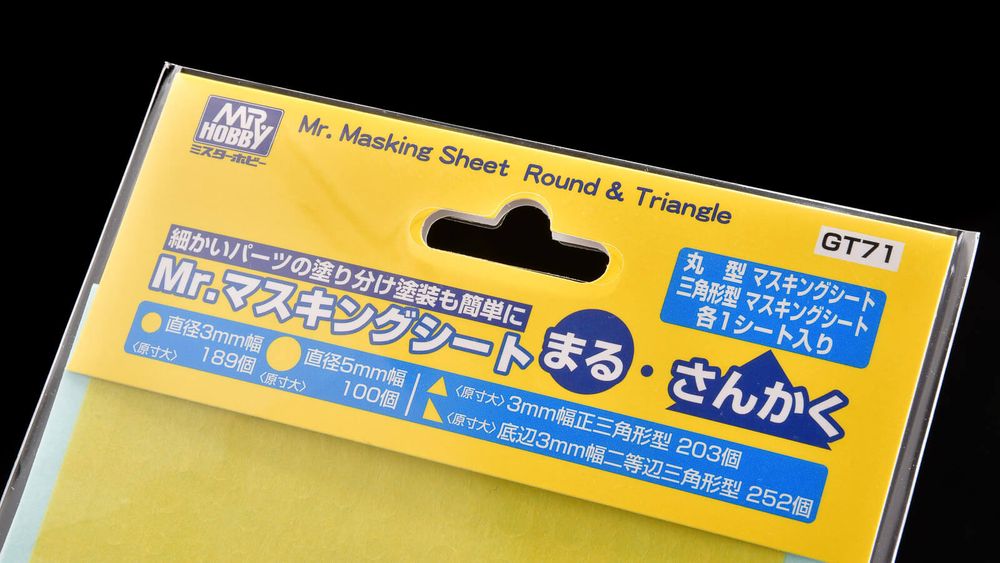 MR HOBBY
ミスターホビー
Mr. Masking Sheet Round & Triangle
GT71
細かいパーツの塗り分け塗装も簡単に
Mr.マスキングシート まる・さんかく
丸 型 マスキングシート
三角形型 マスキングシート
各1シート入り
直径3mm幅
〈原寸大〉 189個
直径5mm幅
〈原寸大〉 100個
〈原寸大〉3mm幅正三角形型 203個
〈原寸大〉底辺3mm幅二等辺三角形型 252個